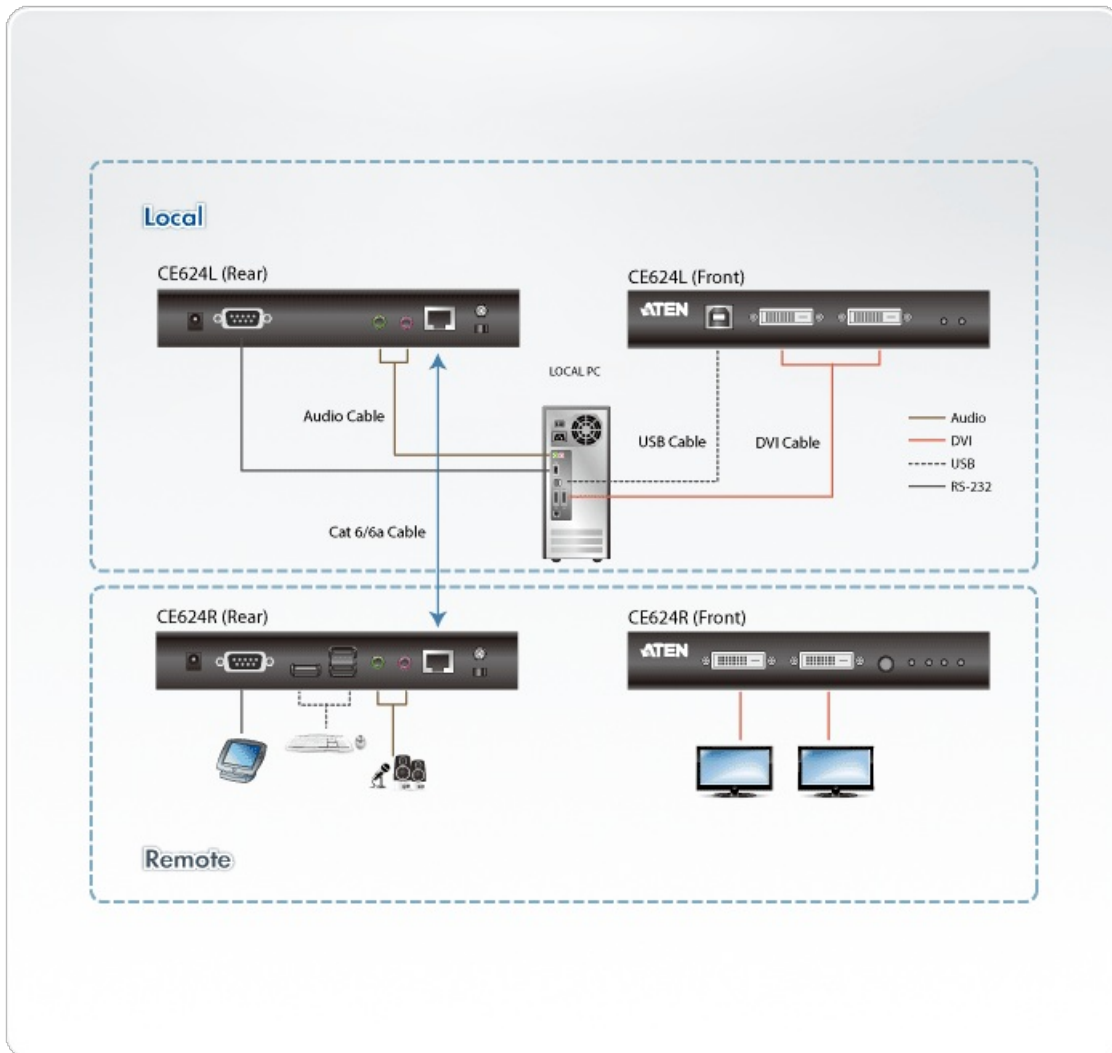 Local
CE624L (Rear)
CE624L (Front)
ATEN
LOCAL PC
Audio Cable
USB Cable
DVI Cable
Audio
DVI
USB
RS-232
Cat 6/6a Cable
CE624R (Rear)
CE624R (Front)
ATEN
Remote